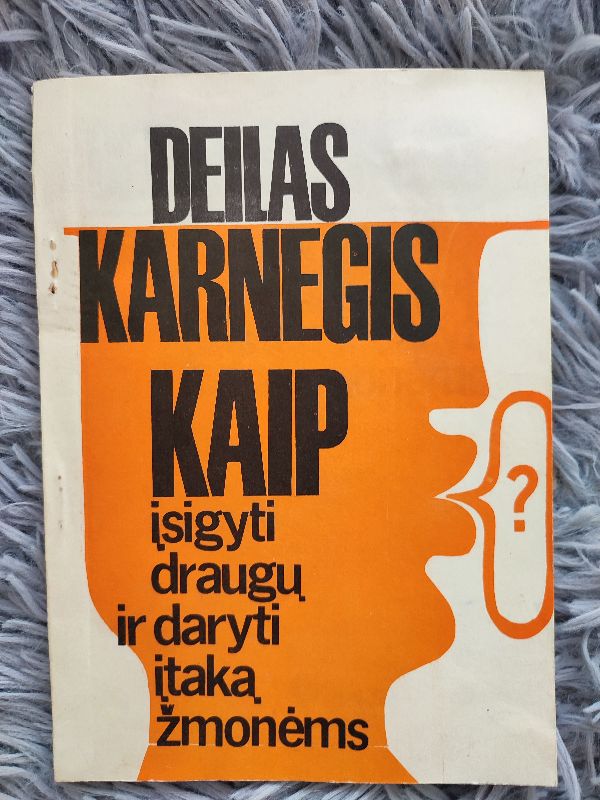 DEILAS
KARNEGIS
KAIP
įsigyti
draugų
ir daryti
įtaką
žmonėms
?